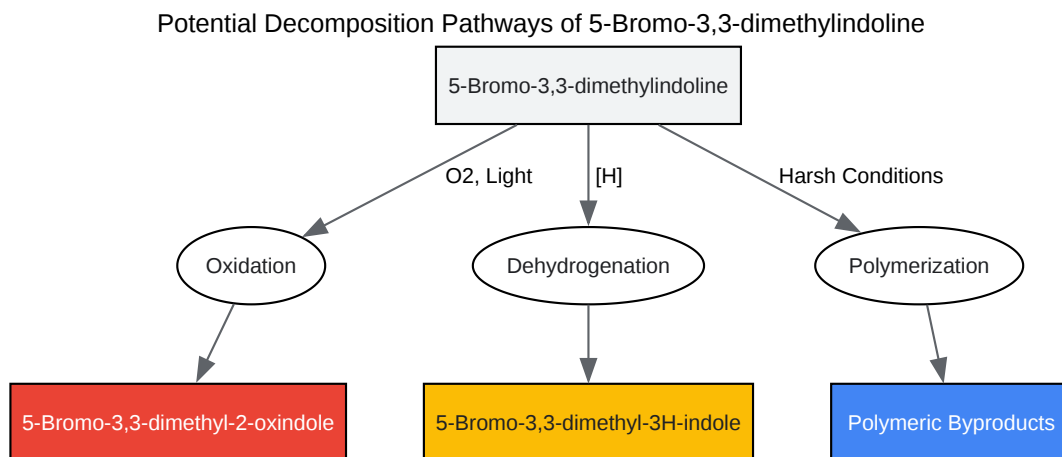 Potential Decomposition Pathways of 5-Bromo-3,3-dimethylindoline
5-Bromo-3,3-dimethylindoline
O2, Light
[H]
Harsh Conditions
Oxidation
Dehydrogenation
Polymerization
5-Bromo-3,3-dimethyl-2-oxindole
5-Bromo-3,3-dimethyl-3H-indole
Polymeric Byproducts